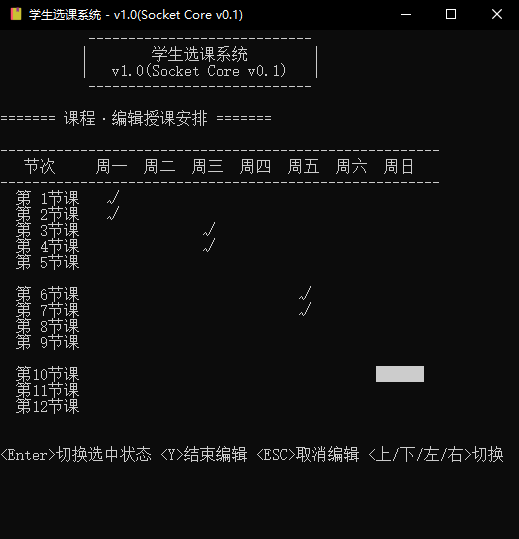 学生选课系统 - v1.0(Socket Core v0.1)
---------------------------
| 学生选课系统 |
| v1.0(Socket Core v0.1) |
---------------------------
======= 课程·编辑授课安排 =======
-------------------------------------------------------
节次 周一 周二 周三 周四 周五 周六 周日
-------------------------------------------------------
第 1节课 √
第 2节课 √
第 3节课 √
第 4节课 √
第 5节课
第 6节课 √
第 7节课 √
第 8节课
第 9节课
第10节课
第11节课
第12节课
<Enter>切换选中状态 <Y>结束编辑 <ESC>取消编辑 <上/下/左/右>切换